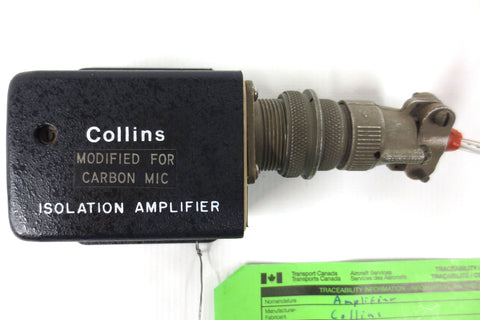 Collins
MODIFIED FOR
CARBON MIC
ISOLATION AMPLIFIER
Transport Canada Aircraft Services
Transports Canada Services des Aéronefs
TRACEABILITY
TRACEABILITY INFORMATION
Nomenclature Amplifier
Manufacturer- Collins
Fabricant